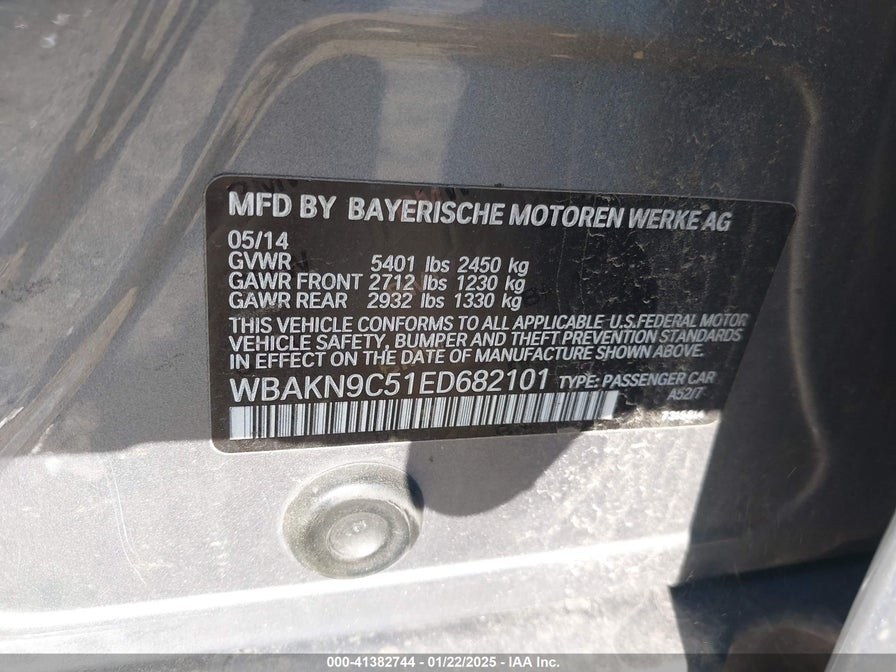 MFD BY BAYERISCHE MOTOREN WERKE AG
05/14
GVWR 5401 lbs 2450 kg
GAWR FRONT 2712 lbs 1230 kg
GAWR REAR 2932 lbs 1330 kg
THIS VEHICLE CONFORMS TO ALL APPLICABLE U.S.FEDERAL MOTOR
VEHICLE SAFETY, BUMPER AND THEFT PREVENTION STANDARDS
IN EFFECT ON THE DATE OF MANUFACTURE SHOWN ABOVE.
WBAKN9C51ED682101 TYPE: PASSENGER CAR
A52/7
000-41382744 - 01/22/2025 - IAA Inc.